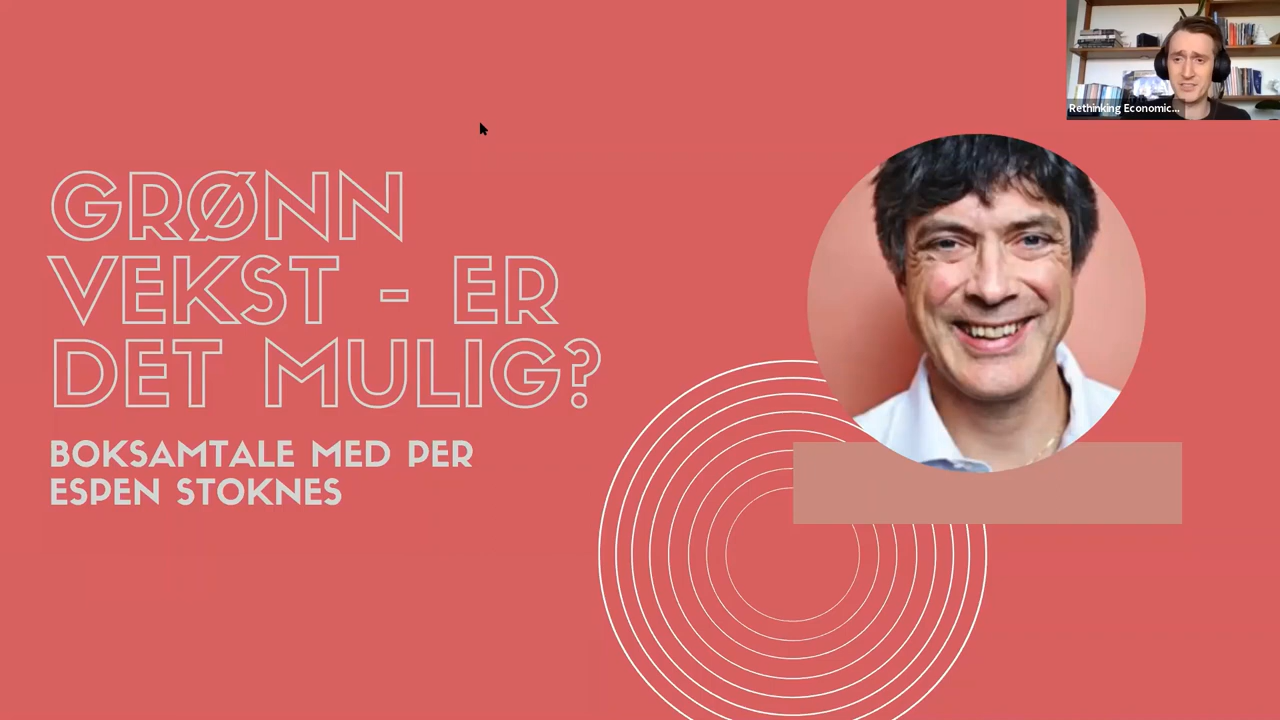 GRØNN
VEKST - ER
DET MULIG?
BOKSAMTALE MED PER
ESPEN STOKNES
Rethinking Economic...